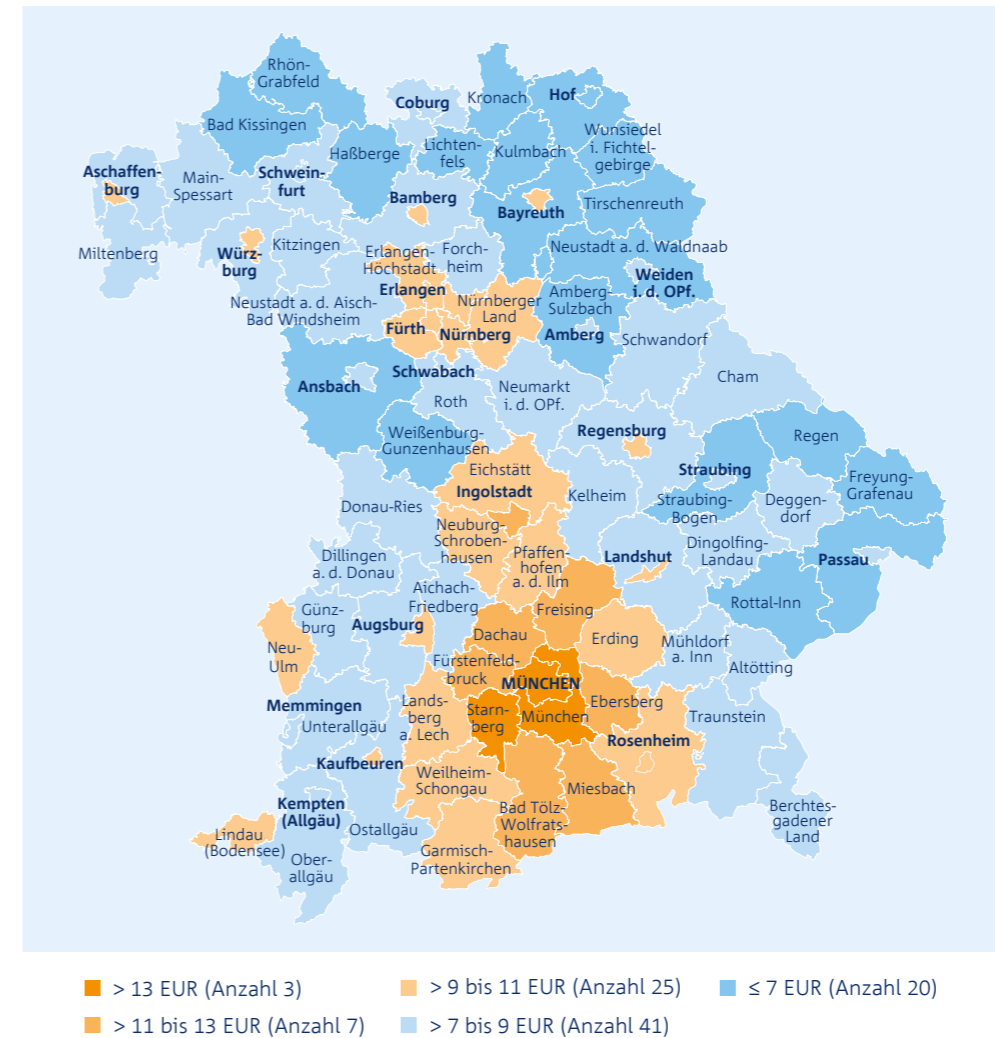 Rhön-
Grabfeld
Bad Kissingen
Coburg
Kronach
Hof
Wunsiedel
i. Fichtel-
gebirge
Lichten-
fels
Kulmbach
Haßberge
Aschaffen-
burg
Main-
Spessart
Schwein-
furt
Bamberg
Bayreuth
Tirschenreuth
Miltenberg
Würz-
burg
Kitzingen
Erlangen-
Höchstadt
Forch-
heim
Neustadt a. d. Waldnaab
Weiden
i. d. OPf.
Erlangen
Neustadt a. d. Aisch-
Bad Windsheim
Nürnberger
Land
Amberg-
Sulzbach
Fürth
Nürnberg
Amberg
Schwandorf
Ansbach
Schwabach
Roth
Neumarkt
i. d. OPf.
Cham
Weißenburg-
Gunzenhausen
Regensburg
Regen
Eichstätt
Ingolstadt
Kelheim
Straubing
Freyung-
Grafenau
Donau-Ries
Straubing-
Bogen
Deggen-
dorf
Neuburg-
Schroben-
hausen
Pfaffen-
hofen
a. d. Ilm
Dillingen
a. d. Donau
Landshut
Dingolfing-
Landau
Passau
Aichach-
Friedberg
Freising
Rottal-Inn
Günz-
burg
Augsburg
Dachau
Erding
Mühldorf
a. Inn
Altötting
Neu-
Ulm
Fürstenfeld-
bruck
MÜNCHEN
Memmingen
Unterallgäu
Lands-
berg
a. Lech
Starn-
berg
München
Ebersberg
Traunstein
Rosenheim
Kaufbeuren
Weilheim-
Schongau
Miesbach
Kempten
(Allgäu)
Bad Tölz-
Wolfrats-
hausen
Berchtes-
gadener
Land
Lindau
(Bodensee)
Ostallgäu
Ober-
allgäu
Garmisch-
Partenkirchen
> 13 EUR (Anzahl 3)
> 9 bis 11 EUR (Anzahl 25)
≤ 7 EUR (Anzahl 20)
> 11 bis 13 EUR (Anzahl 7)
> 7 bis 9 EUR (Anzahl 41)